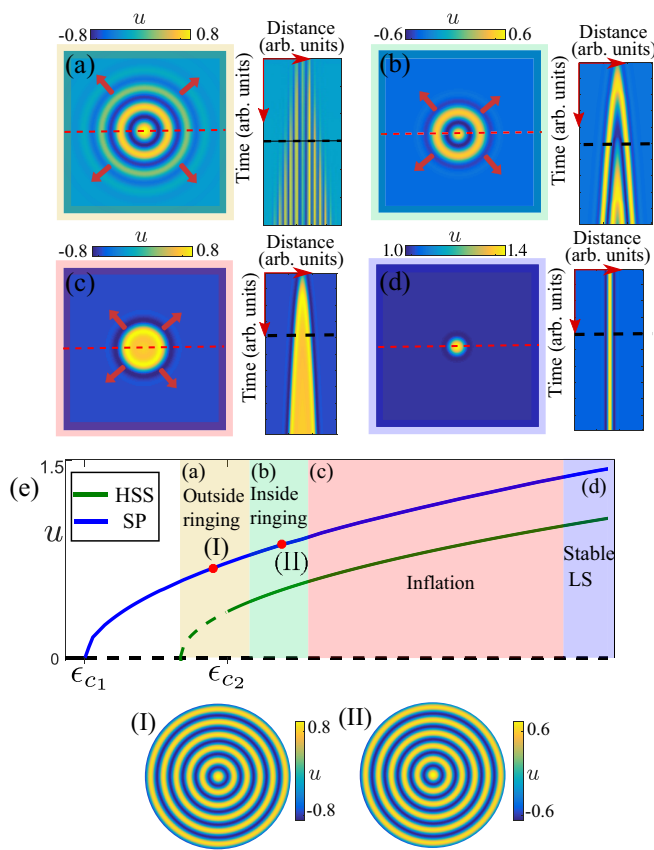 u
-0.8
0.8
(a)
Distance
(arb. units)
Time (arb. units)
u
-0.6
0.6
(b)
Distance
(arb. units)
Time (arb. units)
u
-0.8
0.8
(c)
Distance
(arb. units)
Time (arb. units)
u
1.0
1.4
(d)
Distance
(arb. units)
Time (arb. units)
(e)
1.5
u
0
HSS
SP
(a)
Outside
ringing
(I)
(b)
Inside
ringing
(II)
(c)
Inflation
(d)
Stable
LS
ϵc1
ϵc2
(I)
0.8
u
-0.8
(II)
0.6
u
-0.6